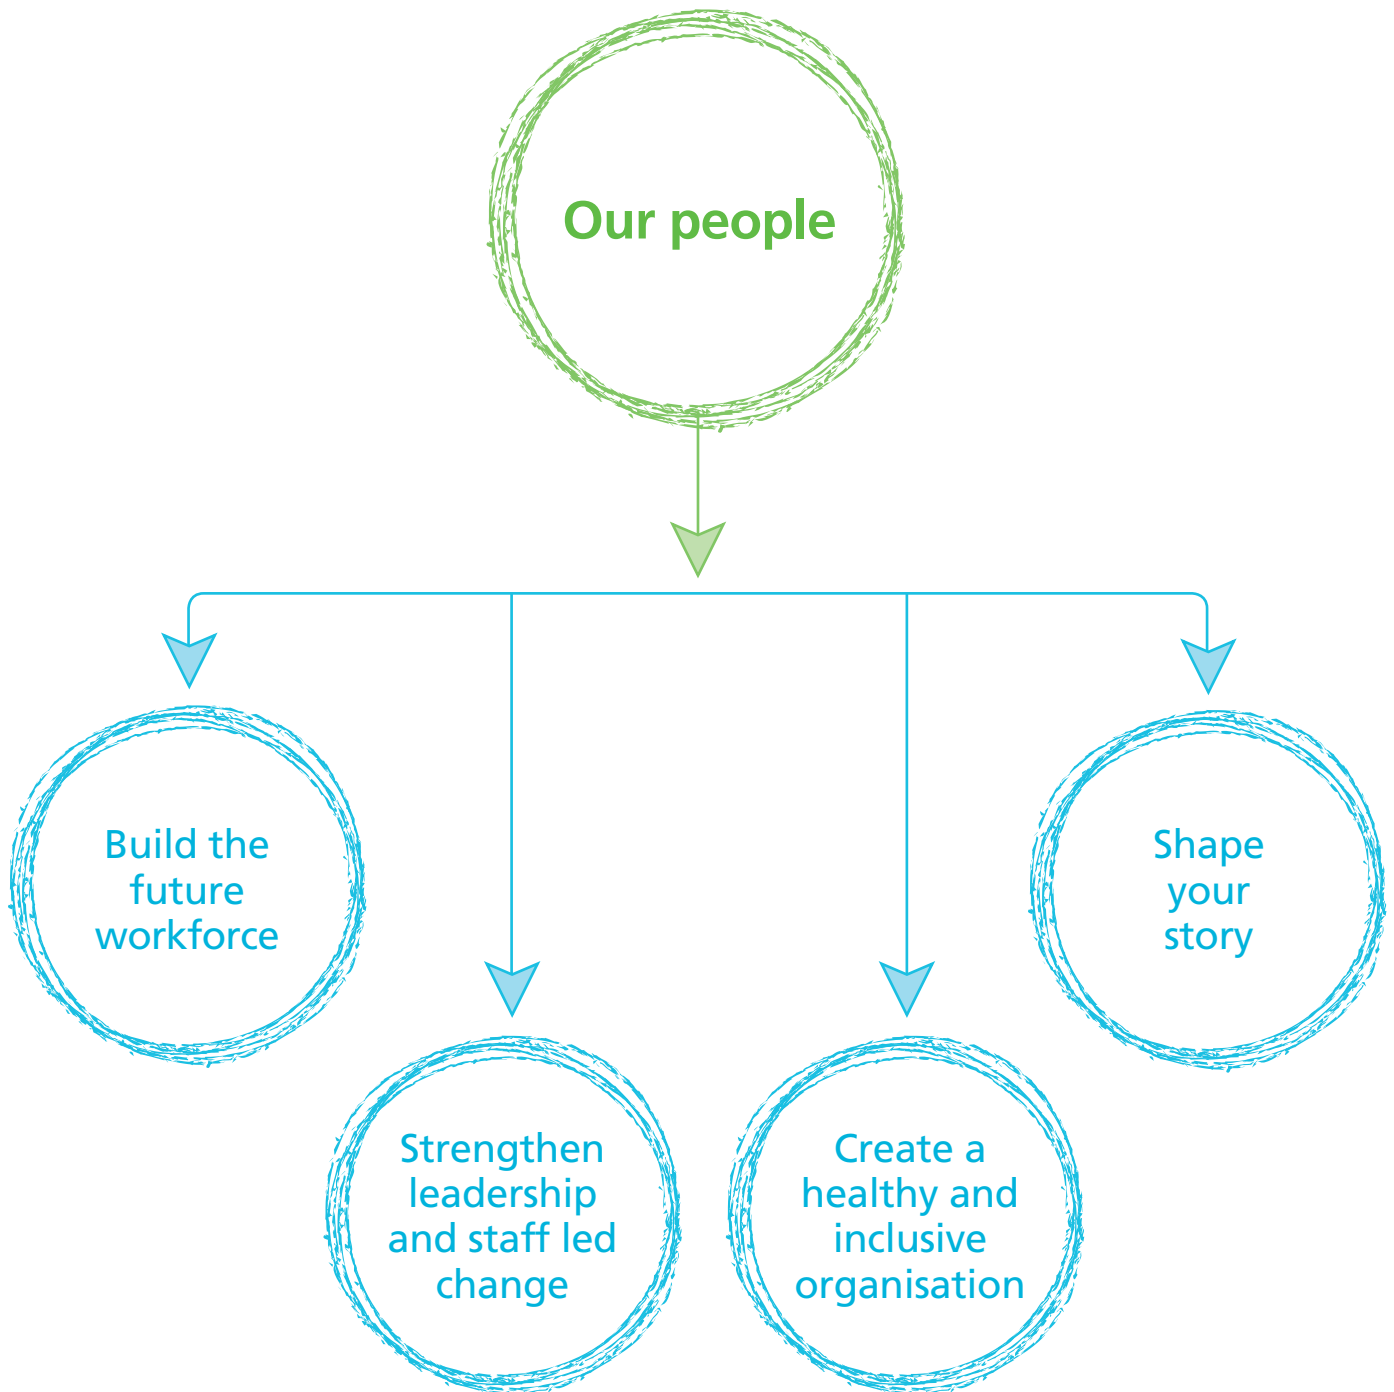 Our people
Build the
future
workforce
Shape
your
story
Strengthen
leadership
and staff led
change
Create a
healthy and
inclusive
organisation